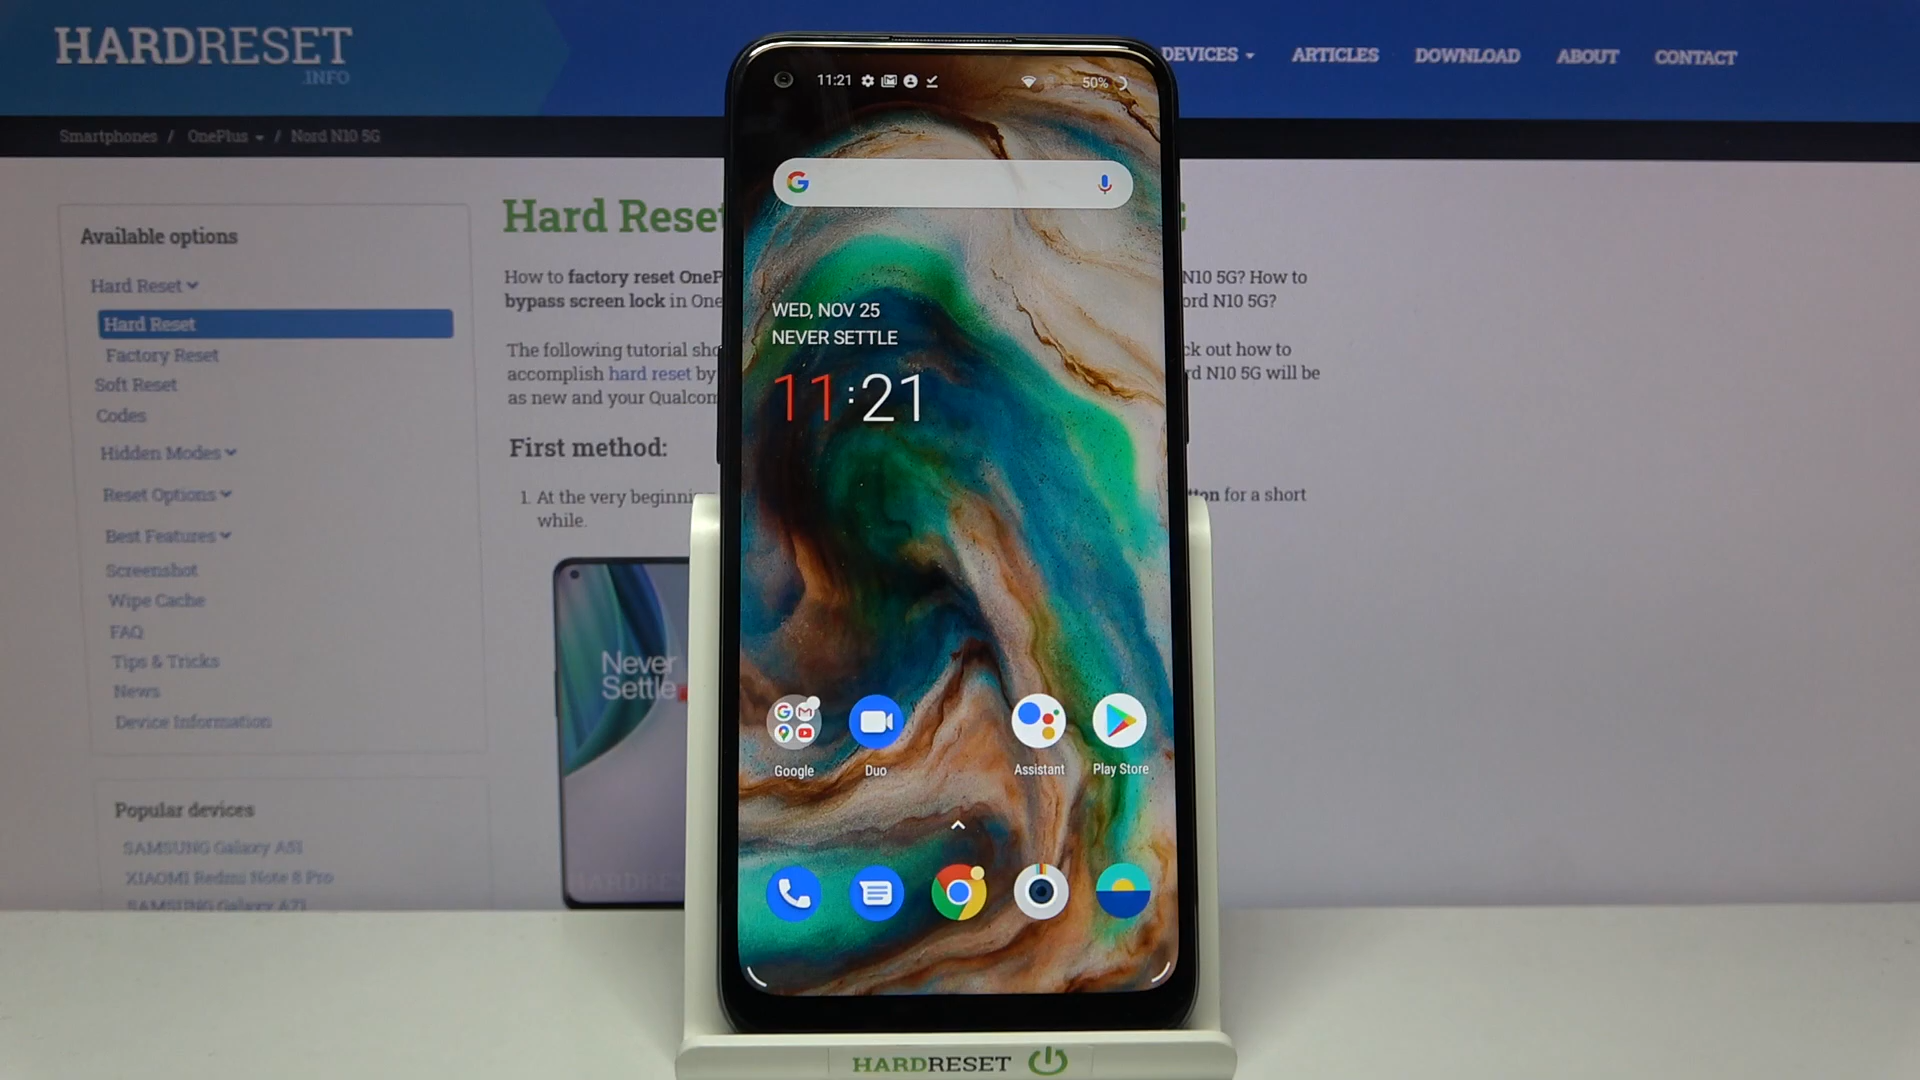 HARDRESET
.INFO
DEVICES
ARTICLES
DOWNLOAD
ABOUT
CONTACT
Smartphones / OnePlus / Nord N10 5G
Available options
Hard Reset
Hard Reset
Factory Reset
Soft Reset
Codes
Hidden Modes
Reset Options
Best Features
Screenshot
Wipe Cache
FAQ
Tips & Tricks
News
Device Information
Popular devices
SAMSUNG Galaxy A51
XIAOMI Redmi Note 8 Pro
SAMSUNG Galaxy A71
Hard Reset
How to factory reset OneP N10 5G? How to
bypass screen lock in One ord N10 5G?
The following tutorial sho ck out how to
accomplish hard reset by rd N10 5G will be
as new and your Qualcom
First method:
1. At the very beginni tton for a short
while.
Never
Settle
11:21
50%
WED, NOV 25
NEVER SETTLE
11:21
Google
Duo
Assistant
Play Store
HARDRESET